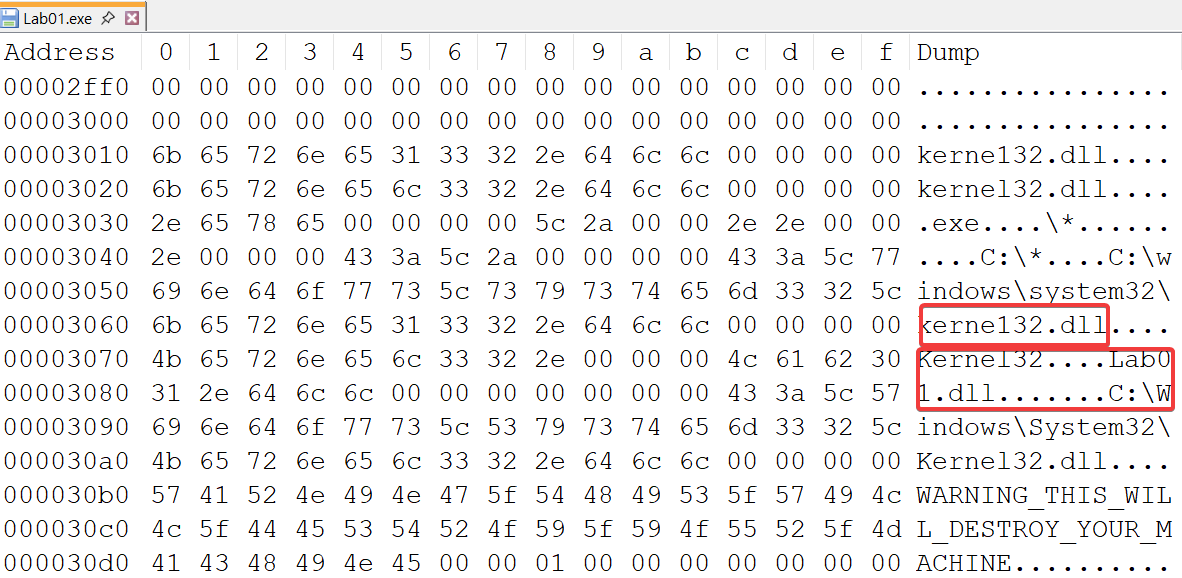 Lab01.exe
Address 0 1 2 3 4 5 6 7 8 9 a b c d e f Dump
00002ff0 00 00 00 00 00 00 00 00 00 00 00 00 00 00 00 00 ................
00003000 00 00 00 00 00 00 00 00 00 00 00 00 00 00 00 00 ................
00003010 6b 65 72 6e 65 31 33 32 2e 64 6c 6c 00 00 00 00 kerne132.dll....
00003020 6b 65 72 6e 65 6c 33 32 2e 64 6c 6c 00 00 00 00 kernel32.dll....
00003030 2e 65 78 65 00 00 00 00 5c 2a 00 00 2e 2e 00 00 .exe....\*......
00003040 2e 00 00 00 43 3a 5c 2a 00 00 00 00 43 3a 5c 77 ....C:\*....C:\w
00003050 69 6e 64 6f 77 73 5c 73 79 73 74 65 6d 33 32 5c indows\system32\
00003060 6b 65 72 6e 65 31 33 32 2e 64 6c 6c 00 00 00 00 kerne132.dll....
00003070 4b 65 72 6e 65 6c 33 32 2e 00 00 00 4c 61 62 30 Kernel32....Lab0
00003080 31 2e 64 6c 6c 00 00 00 00 00 00 00 43 3a 5c 57 1.dll.......C:\W
00003090 69 6e 64 6f 77 73 5c 53 79 73 74 65 6d 33 32 5c indows\System32\
000030a0 4b 65 72 6e 65 6c 33 32 2e 64 6c 6c 00 00 00 00 Kernel32.dll....
000030b0 57 41 52 4e 49 4e 47 5f 54 48 49 53 5f 57 49 4c WARNING_THIS_WIL
000030c0 4c 5f 44 45 53 54 52 4f 59 5f 59 4f 55 52 5f 4d L_DESTROY_YOUR_M
000030d0 41 43 48 49 4e 45 00 00 01 00 00 00 00 00 00 00 ACHINE..........